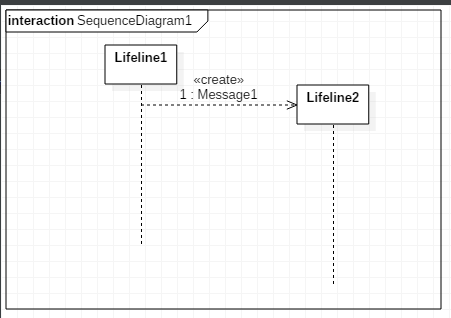 interaction SequenceDiagram1
Lifeline1
«create»
1 : Message1
Lifeline2